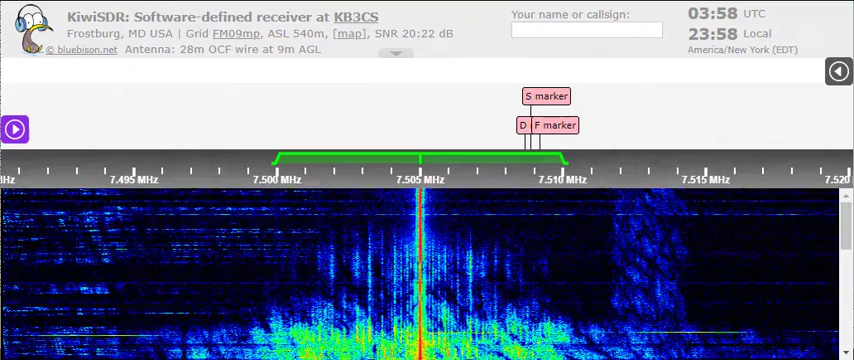 KiwiSDR: Software-defined receiver at KB3CS
Frostburg, MD USA | Grid FM09mp, ASL 540m, [map], SNR 20:22 dB
© bluebison.net Antenna: 28m OCF wire at 9m AGL
Your name or callsign:
03:58 UTC
23:58 Local
America/New York (EDT)
S marker
D
F marker
Hz
7.495 MHz
7.500 MHz
7.505 MHz
7.510 MHz
7.515 MHz
7.520